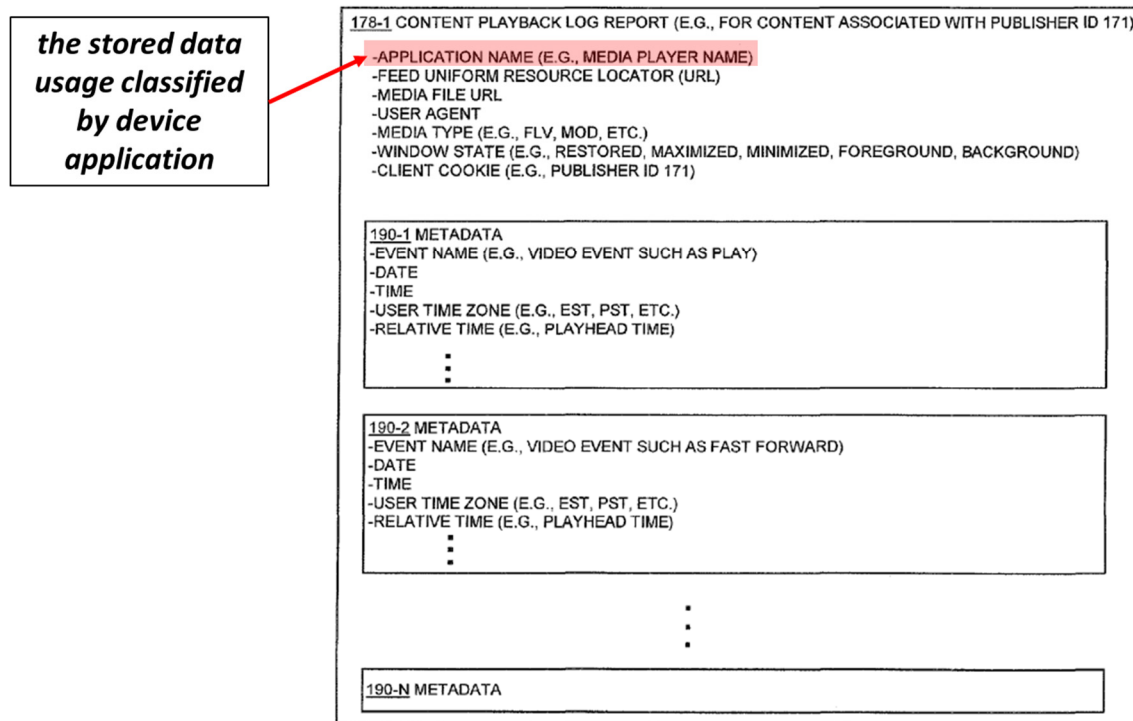 the stored data
usage classified
by device
application
178-1 CONTENT PLAYBACK LOG REPORT (E.G., FOR CONTENT ASSOCIATED WITH PUBLISHER ID 171)
-APPLICATION NAME (E.G., MEDIA PLAYER NAME)
-FEED UNIFORM RESOURCE LOCATOR (URL)
-MEDIA FILE URL
-USER AGENT
-MEDIA TYPE (E.G., FLV, MOD, ETC.)
-WINDOW STATE (E.G., RESTORED, MAXIMIZED, MINIMIZED, FOREGROUND, BACKGROUND)
-CLIENT COOKIE (E.G., PUBLISHER ID 171)
190-1 METADATA
-EVENT NAME (E.G., VIDEO EVENT SUCH AS PLAY)
-DATE
-TIME
-USER TIME ZONE (E.G., EST, PST, ETC.)
-RELATIVE TIME (E.G., PLAYHEAD TIME)
190-2 METADATA
-EVENT NAME (E.G., VIDEO EVENT SUCH AS FAST FORWARD)
-DATE
-TIME
-USER TIME ZONE (E.G., EST, PST, ETC.)
-RELATIVE TIME (E.G., PLAYHEAD TIME)
190-N METADATA